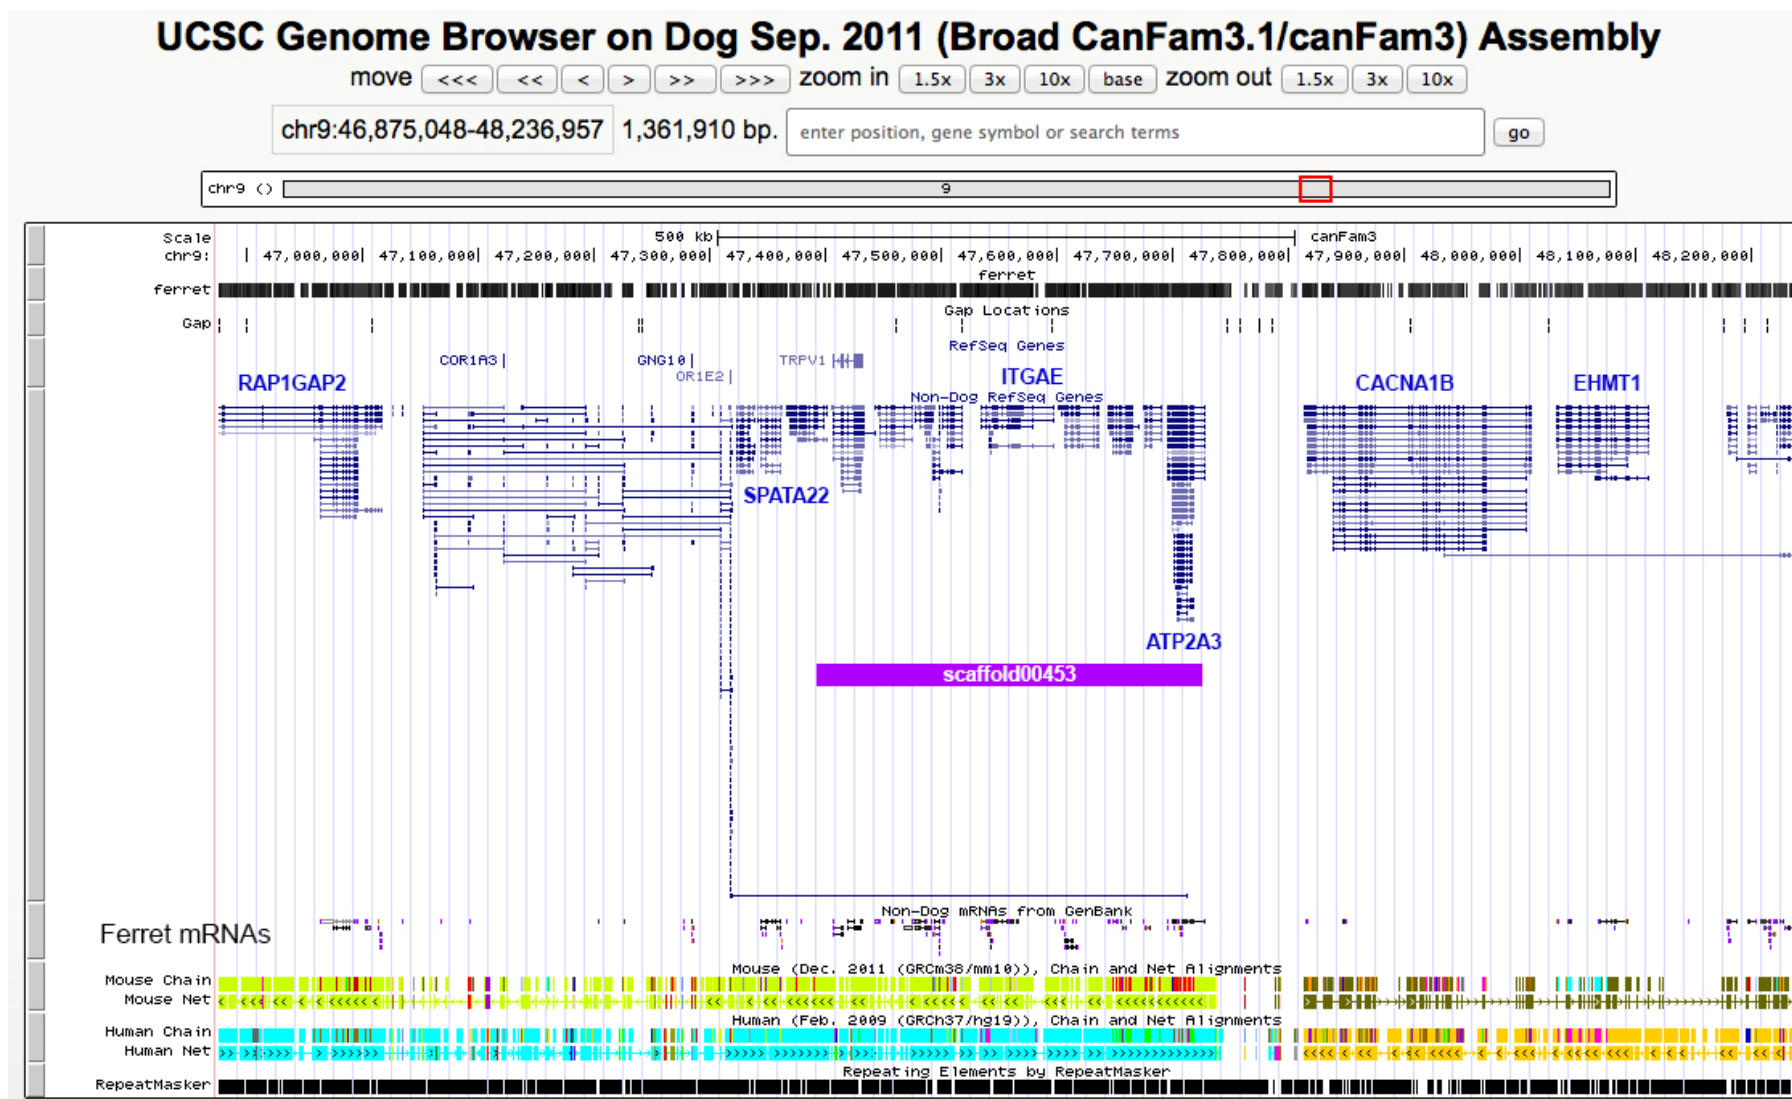 UCSC Genome Browser on Dog Sep. 2011 (Broad CanFam3.1/canFam3) Assembly
move <<< << < > >> >>> zoom in 1.5x 3x 10x base zoom out 1.5x 3x 10x
chr9:46,875,048-48,236,957 1,361,910 bp. enter position, gene symbol or search terms go
chr9 () 9
Scale 500 kb canFam3
chr9: | 47,000,000| 47,100,000| 47,200,000| 47,300,000| 47,400,000| 47,500,000| 47,600,000| 47,700,000| 47,800,000| 47,900,000| 48,000,000| 48,100,000| 48,200,000|
ferret
ferret
Gap Locations
Gap
RefSeq Genes
COR1A3 GNG10 TRPV1
OR1E2 ITGAE
RAP1GAP2 CACNA1B EHMT1
Non-Dog RefSeq Genes
SPATA22
ATP2A3
scaffold00453
Non-Dog mRNAs from GenBank
Ferret mRNAs
Mouse (Dec. 2011 (GRCm38/mm10)), Chain and Net Alignments
Mouse Chain
Mouse Net
Human (Feb. 2009 (GRCh37/hg19)), Chain and Net Alignments
Human Chain
Human Net
Repeating Elements by RepeatMasker
RepeatMasker